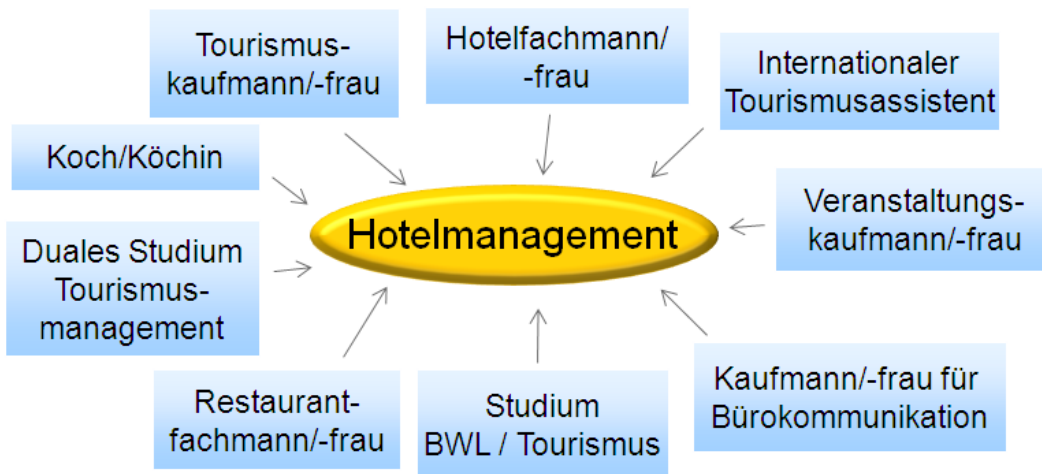 Tourismus-
kaufmann/-frau
Hotelfachmann/
-frau
Internationaler
Tourismusassistent
Koch/Köchin
Hotelmanagement
Veranstaltungs-
kaufmann/-frau
Duales Studium
Tourismus-
management
Restaurant-
fachmann/-frau
Studium
BWL / Tourismus
Kaufmann/-frau für
Bürokommunikation